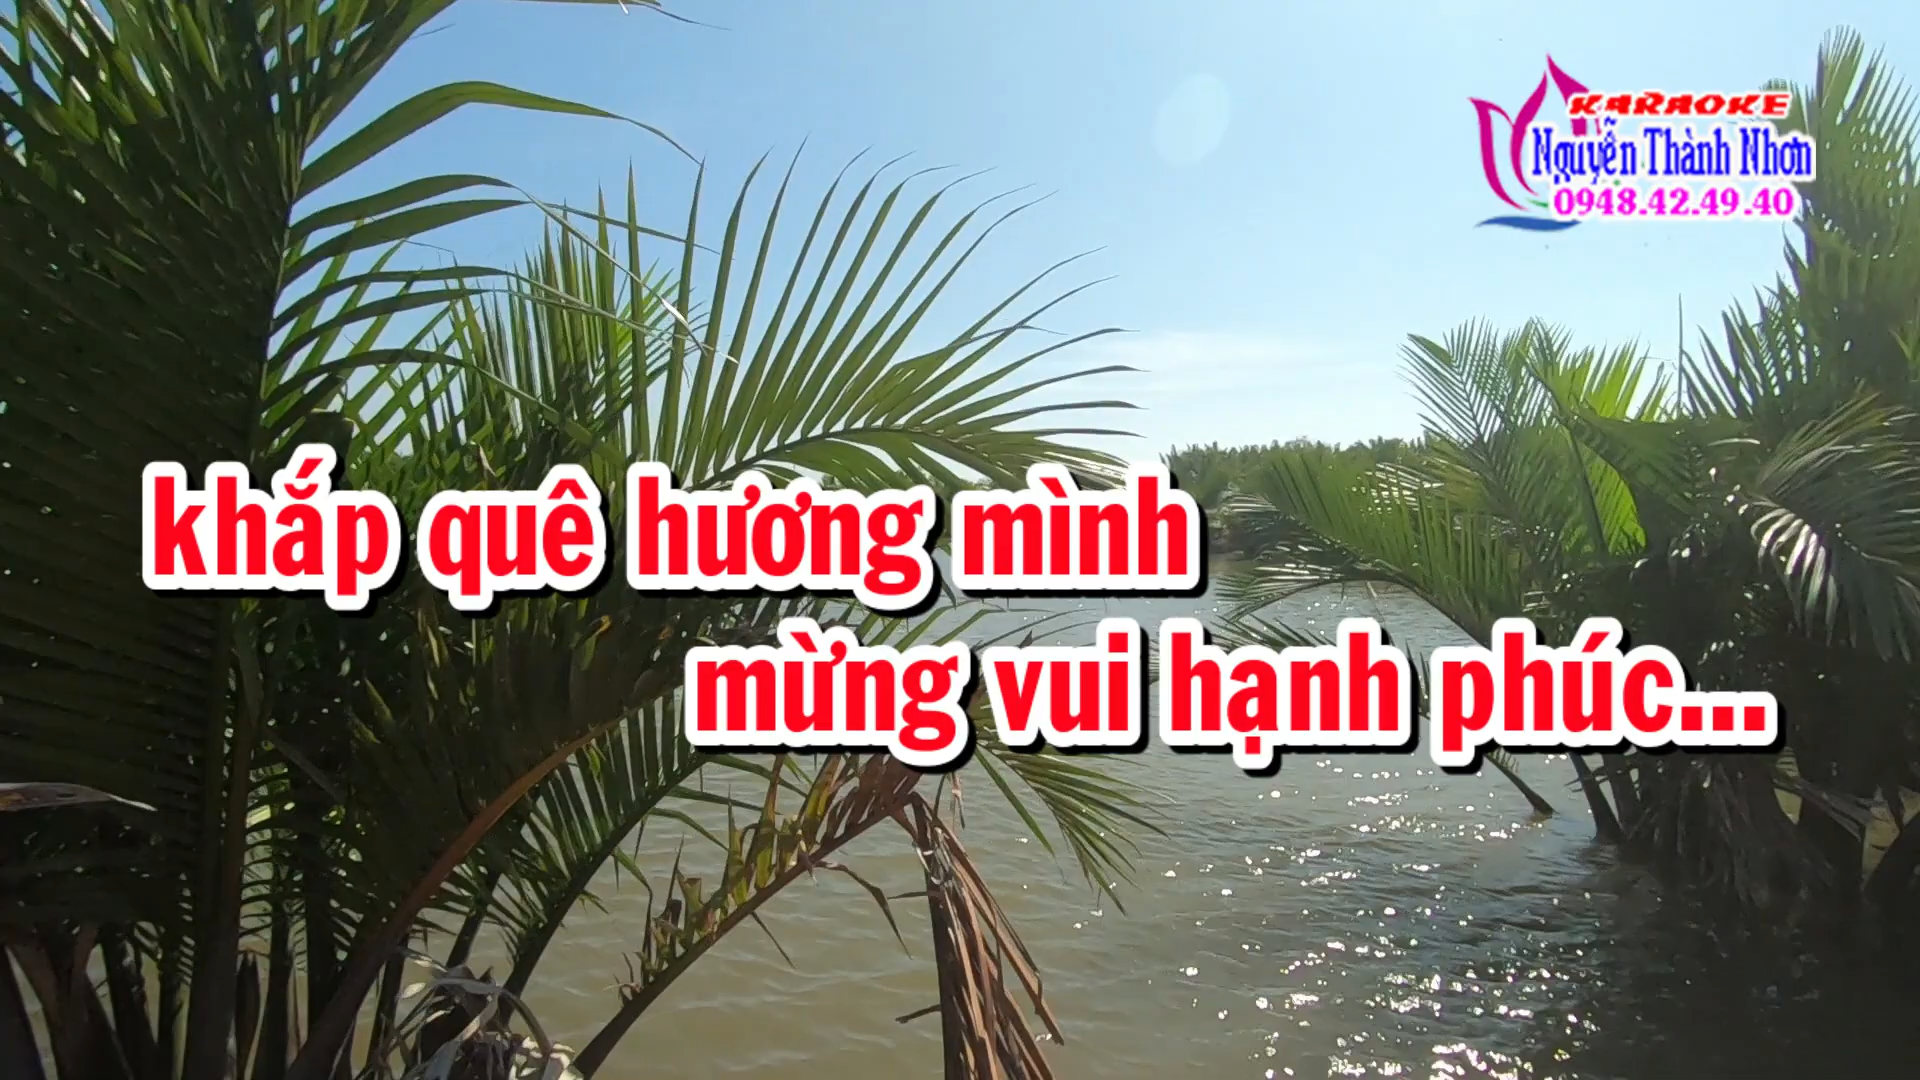 KARAOKE
Nguyễn Thành Nhơn
0948.42.49.40
khắp quê hương mình
mừng vui hạnh phúc...